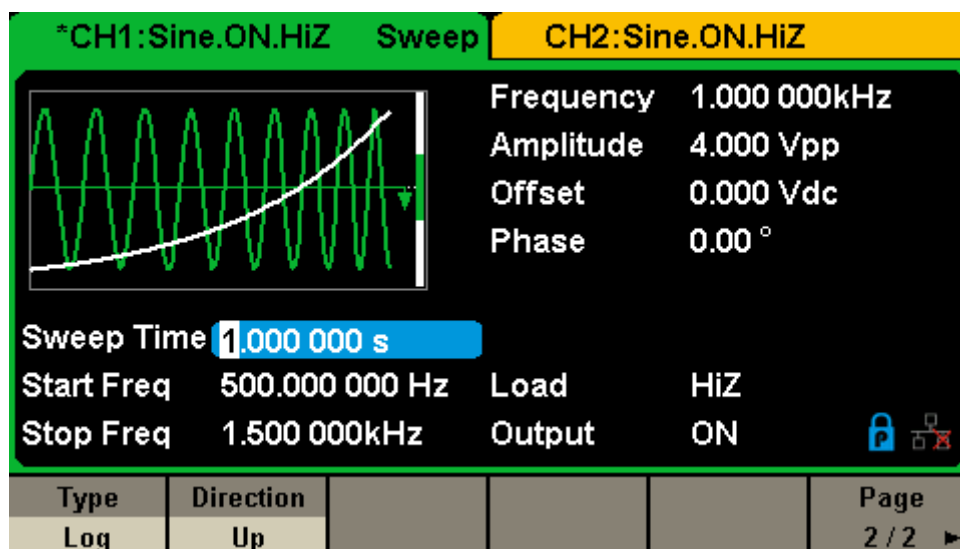 *CH1:Sine.ON.HiZ Sweep CH2:Sine.ON.HiZ
Frequency 1.000 000kHz
Amplitude 4.000 Vpp
Offset 0.000 Vdc
Phase 0.00 °
Sweep Time 1.000 000 s
Start Freq 500.000 000 Hz Load HiZ
Stop Freq 1.500 000kHz Output ON
Type Direction Page
Log Up 2 / 2 ►